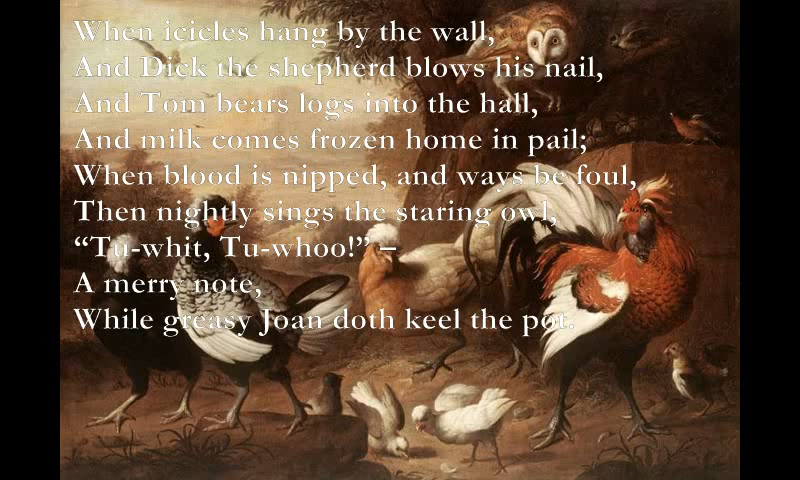 When icicles hang by the wall,
And Dick the shepherd blows his nail,
And Tom bears logs into the hall,
And milk comes frozen home in pail;
When blood is nipped, and ways be foul,
Then nightly sings the staring owl,
“Tu-whit, Tu-whoo!” –
A merry note,
While greasy Joan doth keel the pot.